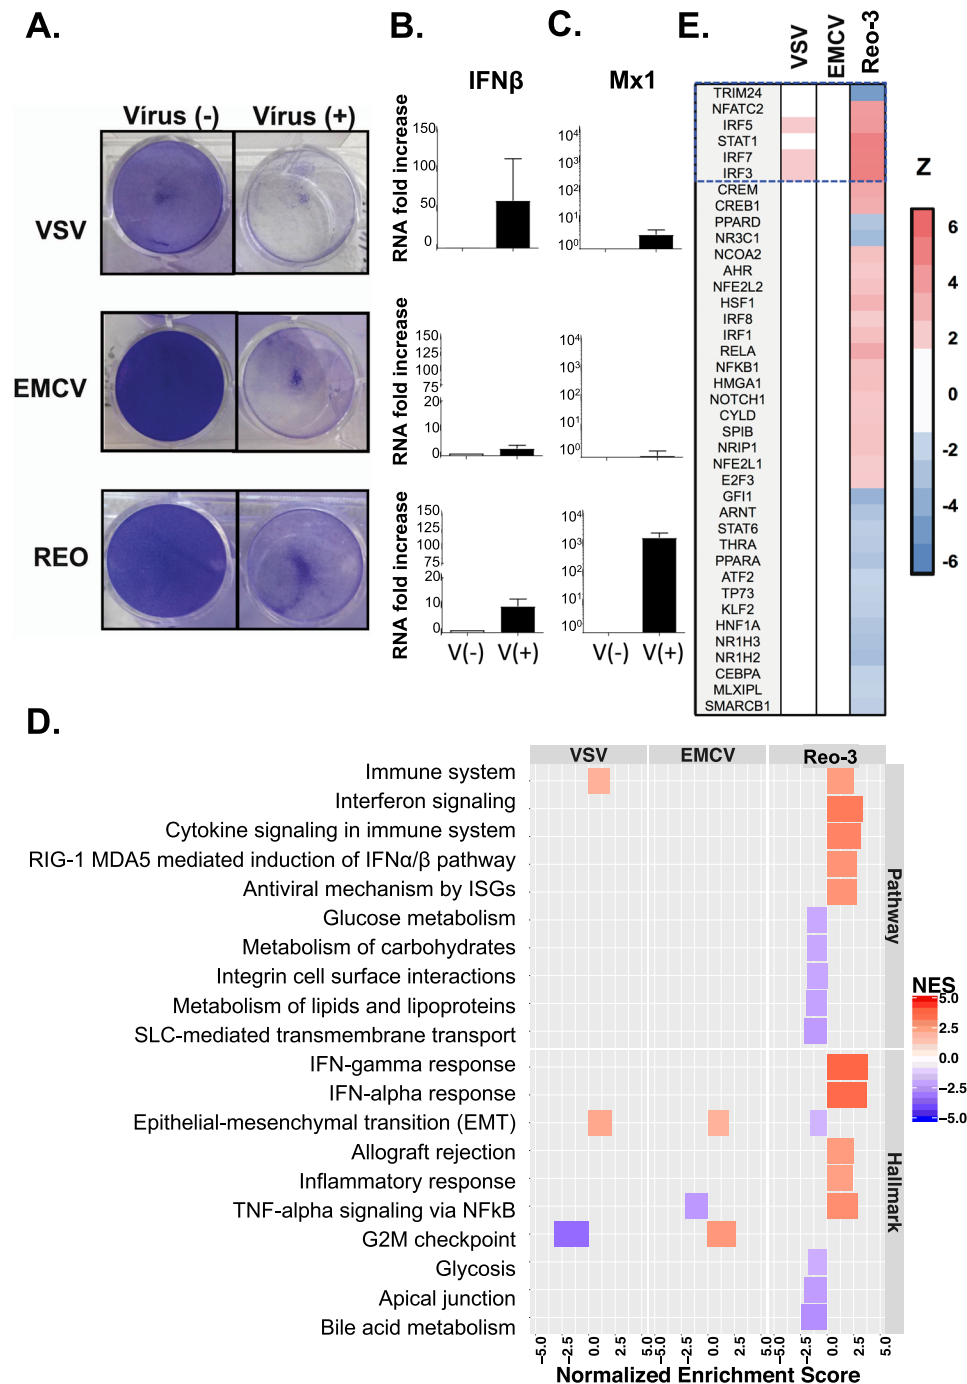 A.
B.
C.
E.
Vírus (-)
Vírus (+)
VSV
EMCV
REO
IFNβ
RNA fold increase
150
100
50
0
RNA fold increase
150
125
100
75
20
10
0
RNA fold increase
150
125
100
75
20
10
0
V(-)
V(+)
Mx1
10⁴
10³
10²
10¹
10⁰
10⁴
10³
10²
10¹
10⁰
10⁴
10³
10²
10¹
10⁰
V(-)
V(+)
VSV
EMCV
Reo-3
TRIM24
NFATC2
IRF5
STAT1
IRF7
IRF3
CREM
CREB1
PPARD
NR3C1
NCOA2
AHR
NFE2L2
HSF1
IRF8
IRF1
RELA
NFKB1
HMGA1
NOTCH1
CYLD
SPIB
NRIP1
NFE2L1
E2F3
GFI1
ARNT
STAT6
THRA
PPARA
ATF2
TP73
KLF2
HNF1A
NR1H3
NR1H2
CEBPA
MLXIPL
SMARCB1
Z
6
4
2
0
-2
-4
-6
D.
VSV
EMCV
Reo-3
Immune system
Interferon signaling
Cytokine signaling in immune system
RIG-1 MDA5 mediated induction of IFNα/β pathway
Antiviral mechanism by ISGs
Glucose metabolism
Metabolism of carbohydrates
Integrin cell surface interactions
Metabolism of lipids and lipoproteins
SLC-mediated transmembrane transport
IFN-gamma response
IFN-alpha response
Epithelial-mesenchymal transition (EMT)
Allograft rejection
Inflammatory response
TNF-alpha signaling via NFkB
G2M checkpoint
Glycosis
Apical junction
Bile acid metabolism
Pathway
Hallmark
NES
5.0
2.5
0.0
−2.5
−5.0
−5.0
−2.5
0.0
2.5
5.0
−5.0
−2.5
0.0
2.5
5.0
−5.0
−2.5
0.0
2.5
5.0
Normalized Enrichment Score